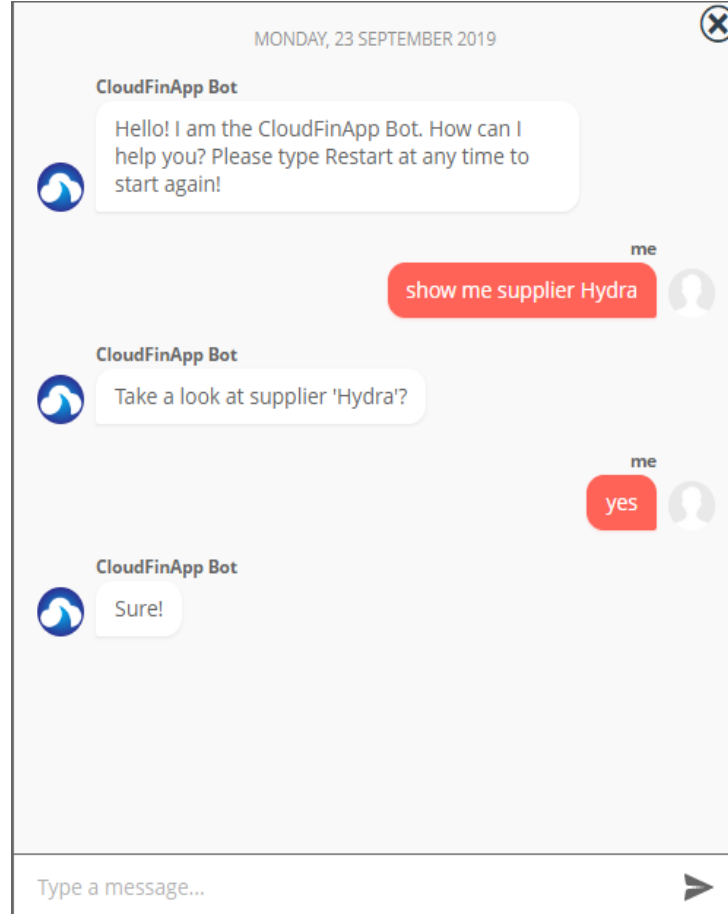 MONDAY, 23 SEPTEMBER 2019
CloudFinApp Bot
Hello! I am the CloudFinApp Bot. How can I
help you? Please type Restart at any time to
start again!
me
show me supplier Hydra
CloudFinApp Bot
Take a look at supplier 'Hydra'?
me
yes
CloudFinApp Bot
Sure!
Type a message...